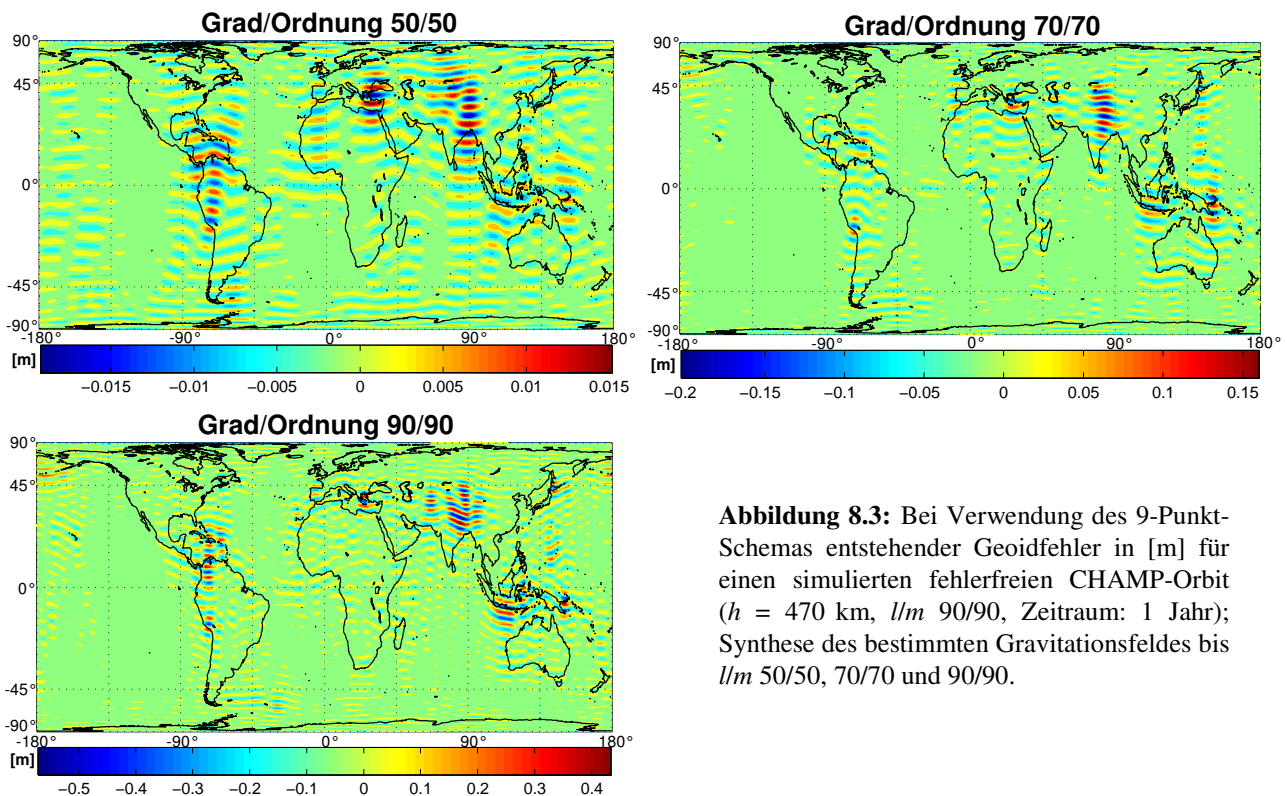 Grad/Ordnung 50/50
90°
45°
0°
-45°
-90°
-180° -90° 0° 90° 180°
[m] −0.015 −0.01 −0.005 0 0.005 0.01 0.015
Grad/Ordnung 70/70
90°
45°
0°
-45°
-90°
-180° -90° 0° 90° 180°
[m]
−0.2 −0.15 −0.1 −0.05 0 0.05 0.1 0.15
Grad/Ordnung 90/90
90°
45°
0°
-45°
-90°
-180° -90° 0° 90° 180°
[m]
−0.5 −0.4 −0.3 −0.2 −0.1 0 0.1 0.2 0.3 0.4
Abbildung 8.3: Bei Verwendung des 9-Punkt-
Schemas entstehender Geoidfehler in [m] für
einen simulierten fehlerfreien CHAMP-Orbit
(h = 470 km, l/m 90/90, Zeitraum: 1 Jahr);
Synthese des bestimmten Gravitationsfeldes bis
l/m 50/50, 70/70 und 90/90.